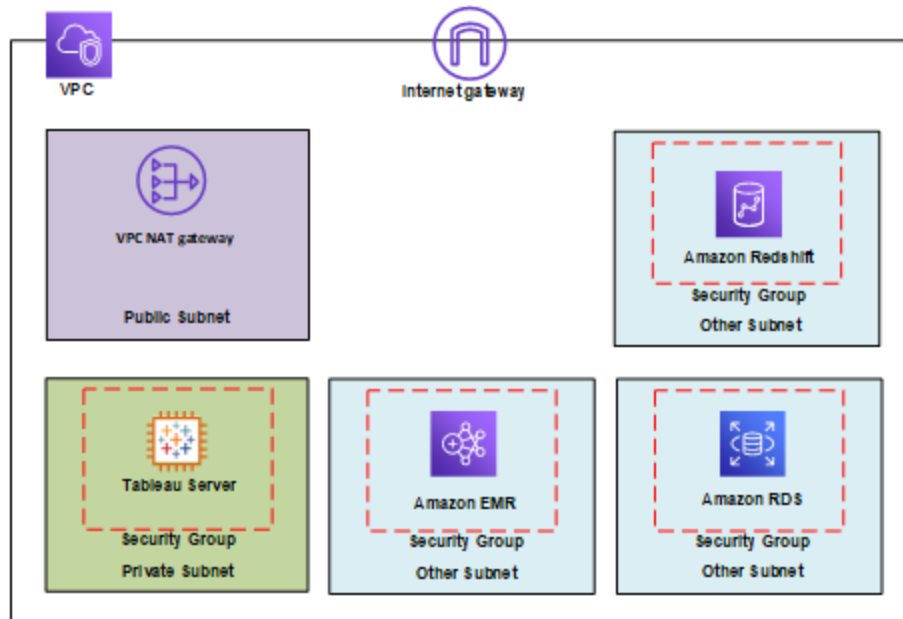 VPC
Internet gateway
VPC NAT gateway
Public Subnet
Amazon Redshift
Security Group
Other Subnet
Tableau Server
Security Group
Private Subnet
Amazon EMR
Security Group
Other Subnet
Amazon RDS
Security Group
Other Subnet